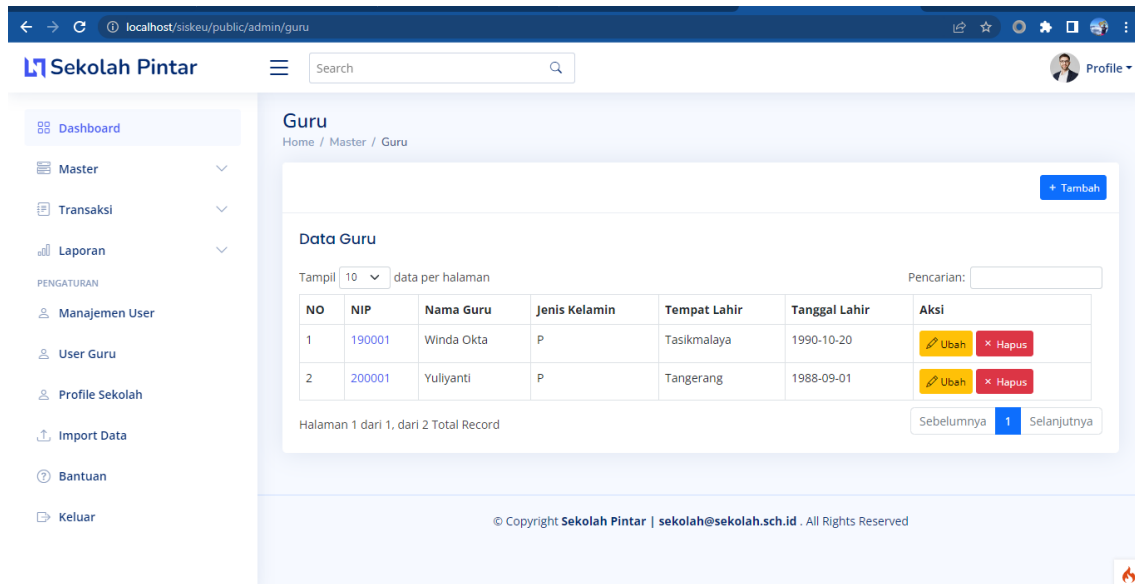 localhost/siskeu/public/admin/guru
Sekolah Pintar
Search
Profile
Dashboard
Master
Transaksi
Laporan
PENGATURAN
Manajemen User
User Guru
Profile Sekolah
Import Data
Bantuan
Keluar
Guru
Home / Master / Guru
+ Tambah
Data Guru
Tampil 10 data per halaman
Pencarian:
NO NIP Nama Guru Jenis Kelamin Tempat Lahir Tanggal Lahir Aksi
1 190001 Winda Okta P Tasikmalaya 1990-10-20 Ubah × Hapus
2 200001 Yuliyanti P Tangerang 1988-09-01 Ubah × Hapus
Halaman 1 dari 1, dari 2 Total Record
Sebelumnya 1 Selanjutnya
© Copyright Sekolah Pintar | sekolah@sekolah.sch.id . All Rights Reserved